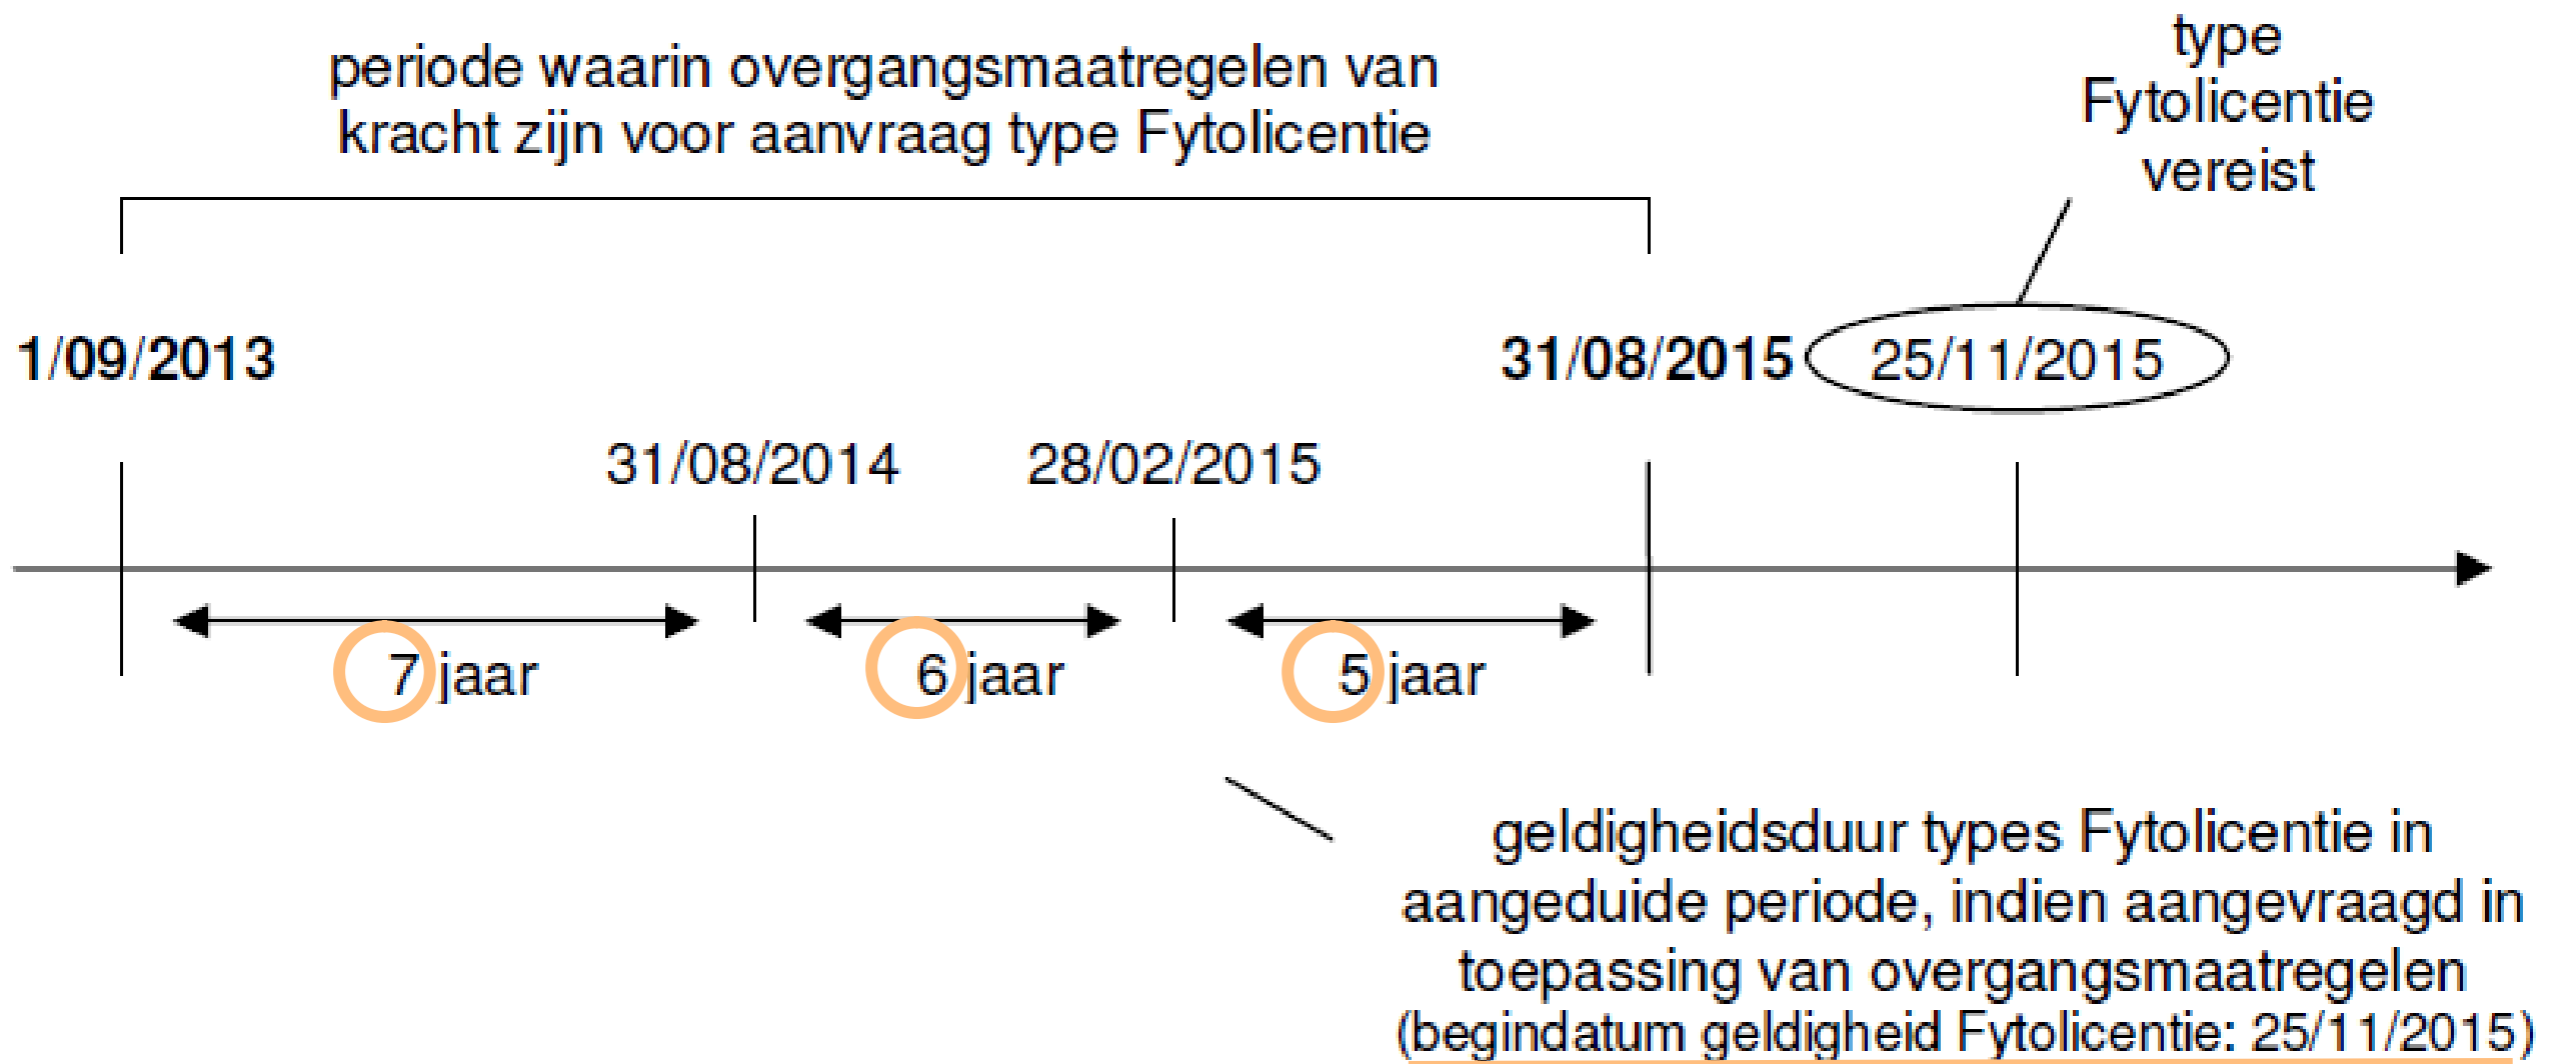 periode waarin overgangsmaatregelen van
kracht zijn voor aanvraag type Fytolicentie
type
Fytolicentie
vereist
1/09/2013
31/08/2015
25/11/2015
31/08/2014
28/02/2015
7 jaar
6 jaar
5 jaar
geldigheidsduur types Fytolicentie in
aangeduide periode, indien aangevraagd in
toepassing van overgangsmaatregelen
(begindatum geldigheid Fytolicentie: 25/11/2015)